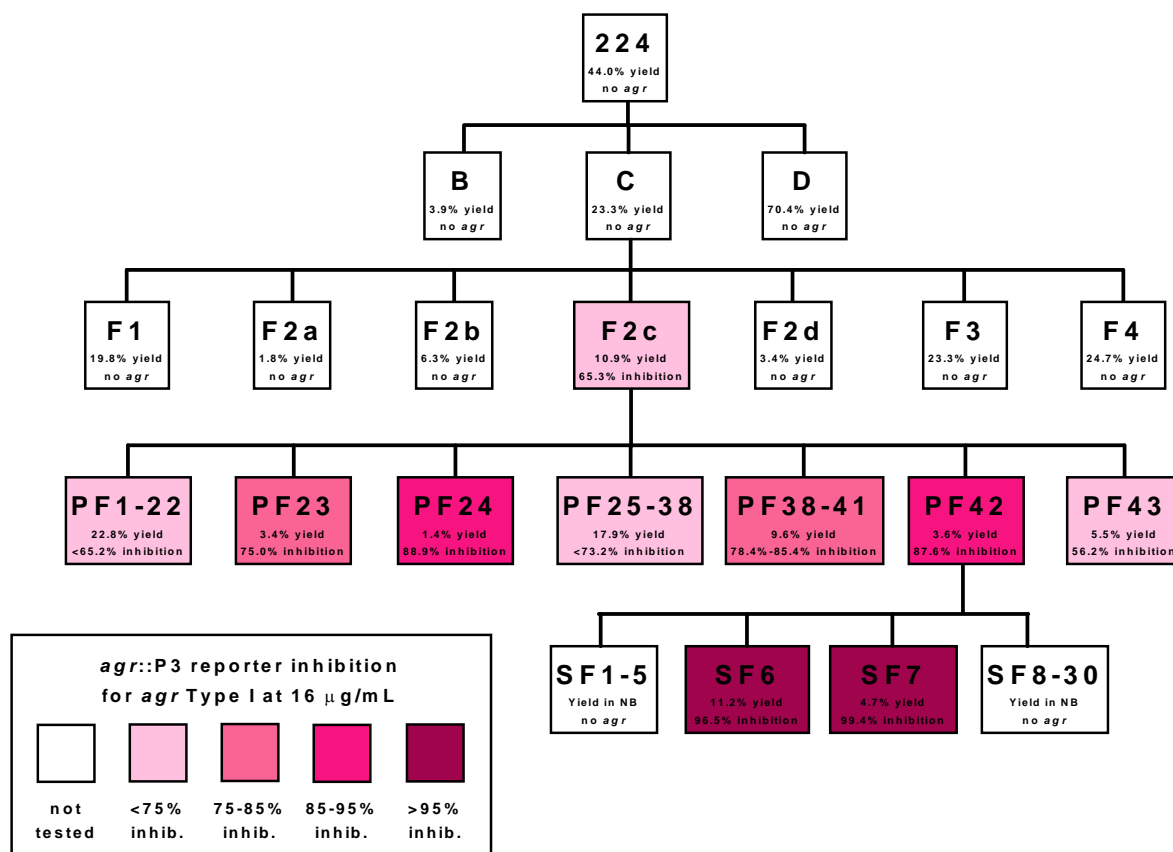 224
44.0% yield
no agr
B
3.9% yield
no agr
C
23.3% yield
no agr
D
70.4% yield
no agr
F1
19.8% yield
no agr
F2a
1.8% yield
no agr
F2b
6.3% yield
no agr
F2c
10.9% yield
65.3% inhibition
F2d
3.4% yield
no agr
F3
23.3% yield
no agr
F4
24.7% yield
no agr
PF1-22
22.8% yield
<65.2% inhibition
PF23
3.4% yield
75.0% inhibition
PF24
1.4% yield
88.9% inhibition
PF25-38
17.9% yield
<73.2% inhibition
PF38-41
9.6% yield
78.4%-85.4% inhibition
PF42
3.6% yield
87.6% inhibition
PF43
5.5% yield
56.2% inhibition
SF1-5
Yield in NB
no agr
SF6
11.2% yield
96.5% inhibition
SF7
4.7% yield
99.4% inhibition
SF8-30
Yield in NB
no agr
agr::P3 reporter inhibition
for agr Type I at 16 μg/mL
not
tested
<75%
inhib.
75-85%
inhib.
85-95%
inhib.
>95%
inhib.